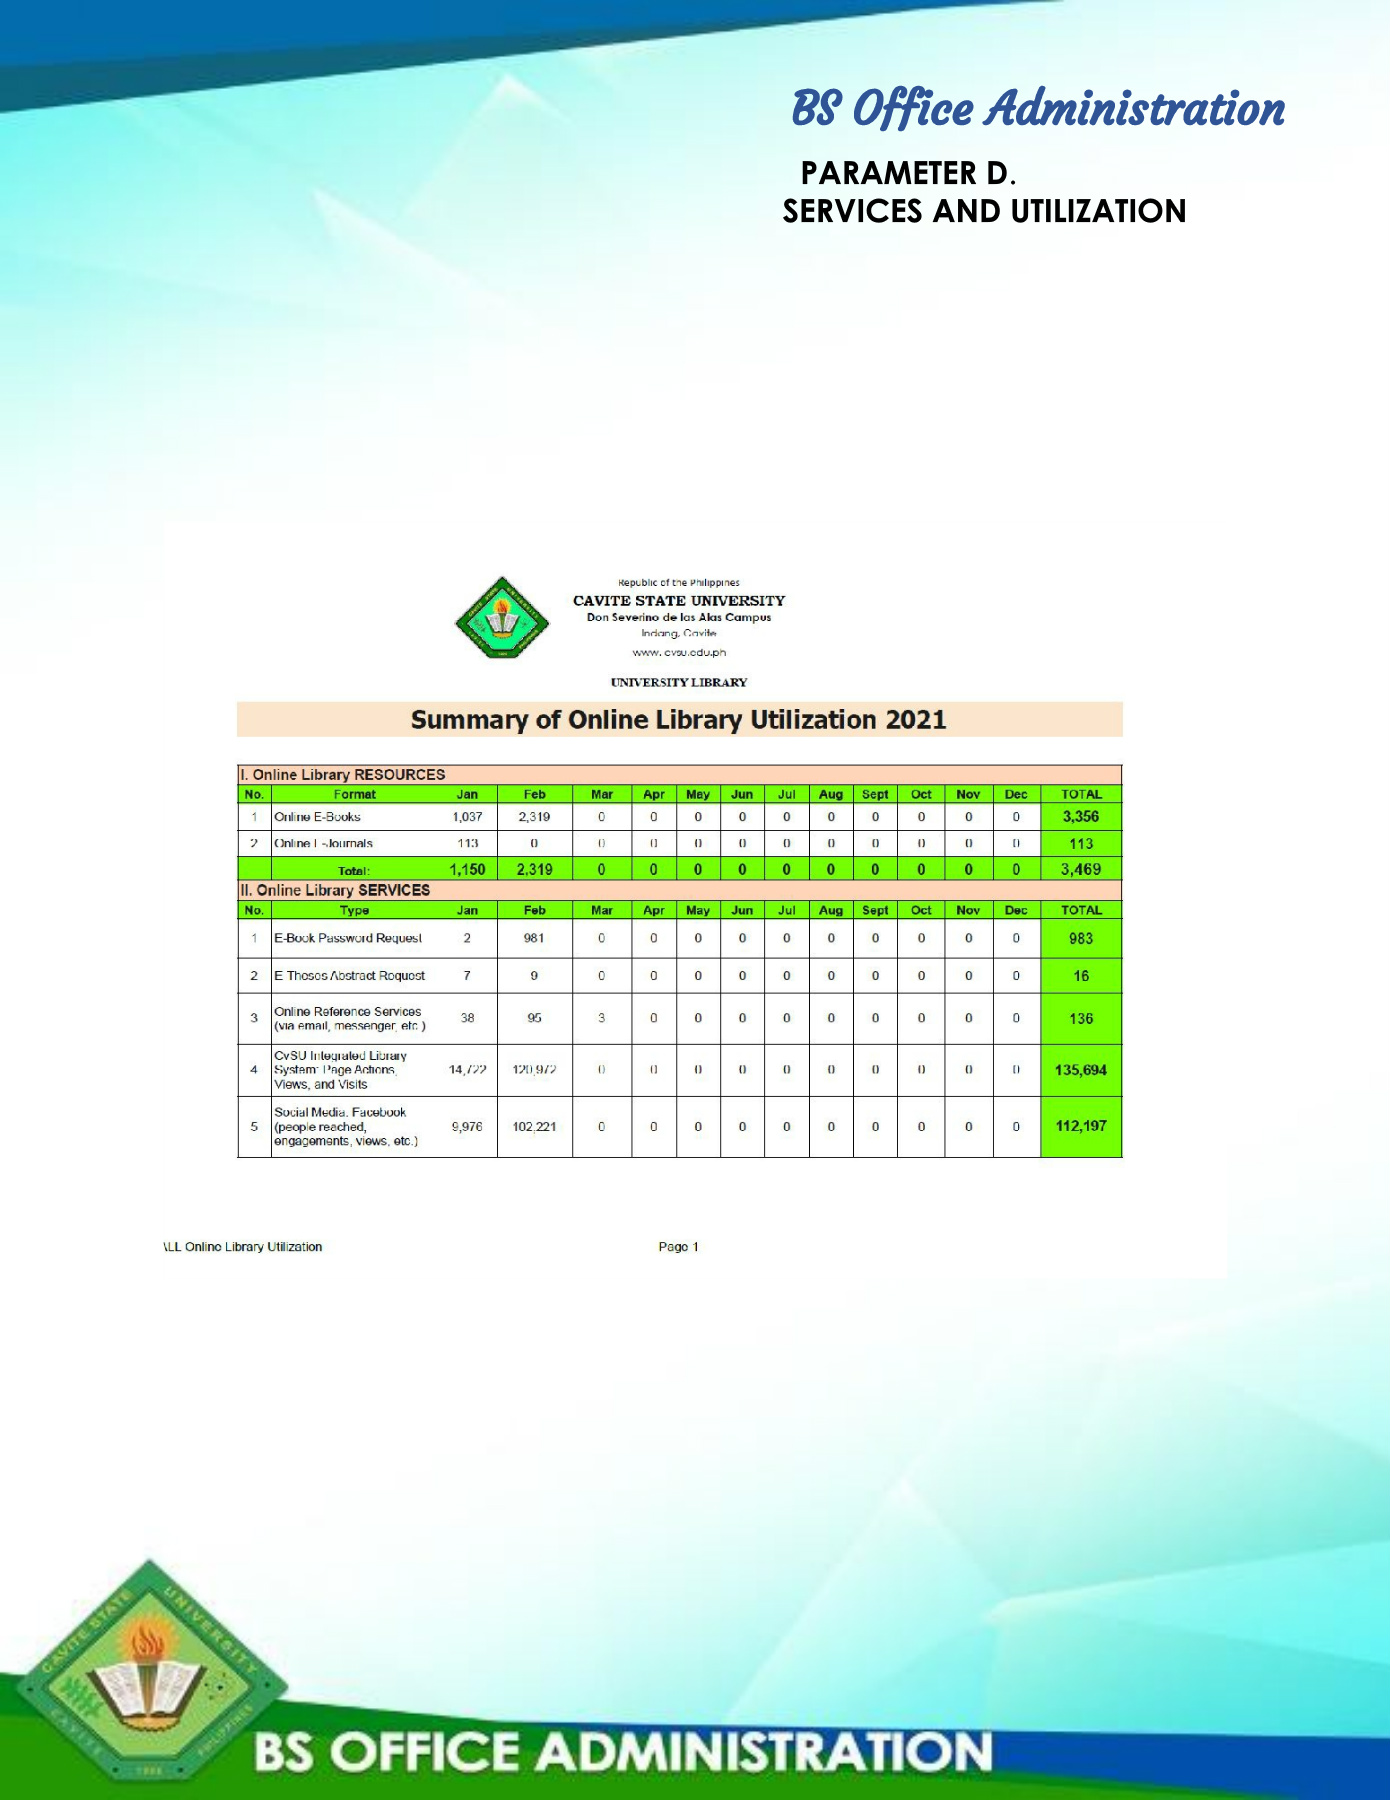 BS Office Administration
PARAMETER D.
SERVICES AND UTILIZATION
Republic of the Philippines
CAVITE STATE UNIVERSITY
Don Severino de las Alas Campus
Indang, Cavite
www. cvsu.edu.ph
UNIVERSITY LIBRARY
Summary of Online Library Utilization 2021
I. Online Library RESOURCES
No. Format Jan Feb Mar Apr May Jun Jul Aug Sept Oct Nov Dec TOTAL
1 Online E-Books 1,037 2,319 0 0 0 0 0 0 0 0 0 0 3,356
2 Online E-Journals 113 0 0 0 0 0 0 0 0 0 0 0 113
Total: 1,150 2,319 0 0 0 0 0 0 0 0 0 0 3,469
II. Online Library SERVICES
No. Type Jan Feb Mar Apr May Jun Jul Aug Sept Oct Nov Dec TOTAL
1 E-Book Password Request 2 981 0 0 0 0 0 0 0 0 0 0 983
2 E-Theses Abstract Request 7 9 0 0 0 0 0 0 0 0 0 0 16
Online Reference Services
3 (via email, messenger, etc.) 38 95 3 0 0 0 0 0 0 0 0 0 136
CvSU Integrated Library
4 System: Page Actions, 14,722 120,972 0 0 0 0 0 0 0 0 0 0 135,694
Views, and Visits
Social Media: Facebook
5 (people reached, 9,976 102,221 0 0 0 0 0 0 0 0 0 0 112,197
engagements, views, etc.)
ALL Online Library Utilization Page 1
CAVITE STATE UNIVERSITY
CAVITE PHILIPPINES
1906
BS OFFICE ADMINISTRATION